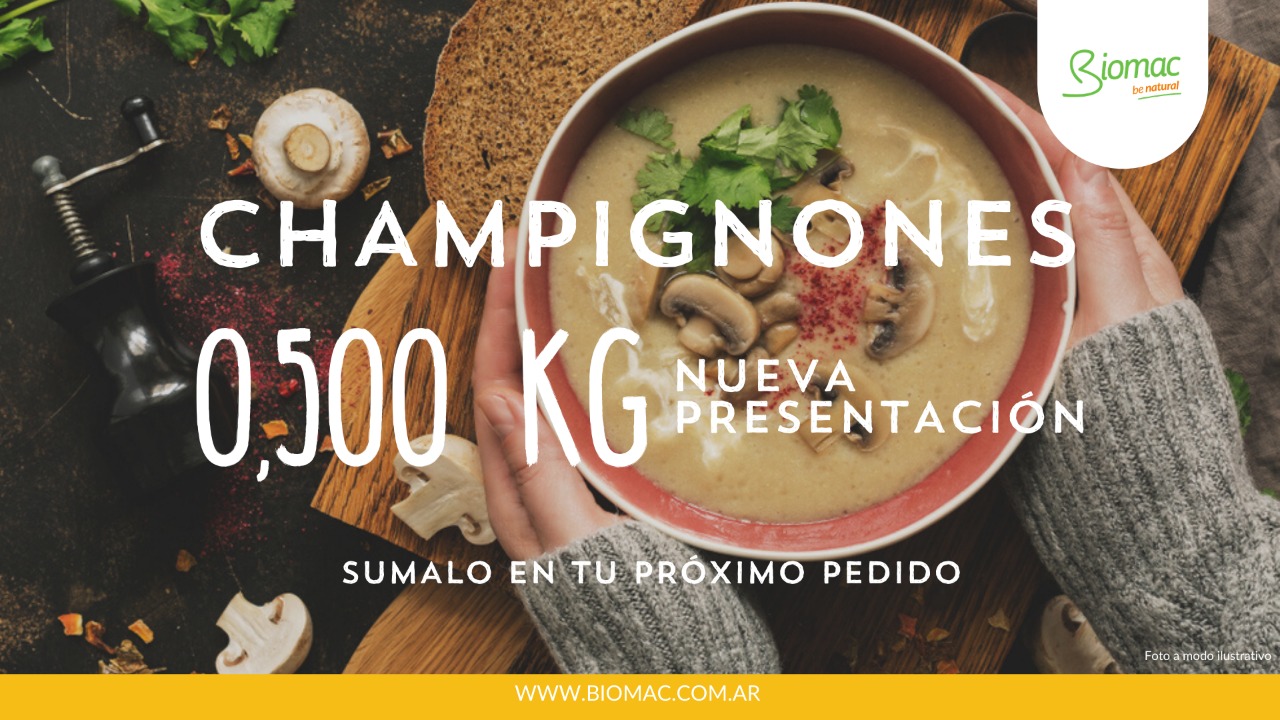 Biomac
be natural
CHAMPIGNONES
0,500 KG
NUEVA
PRESENTACIÓN
SUMALO EN TU PRÓXIMO PEDIDO
Foto a modo ilustrativo
WWW.BIOMAC.COM.AR